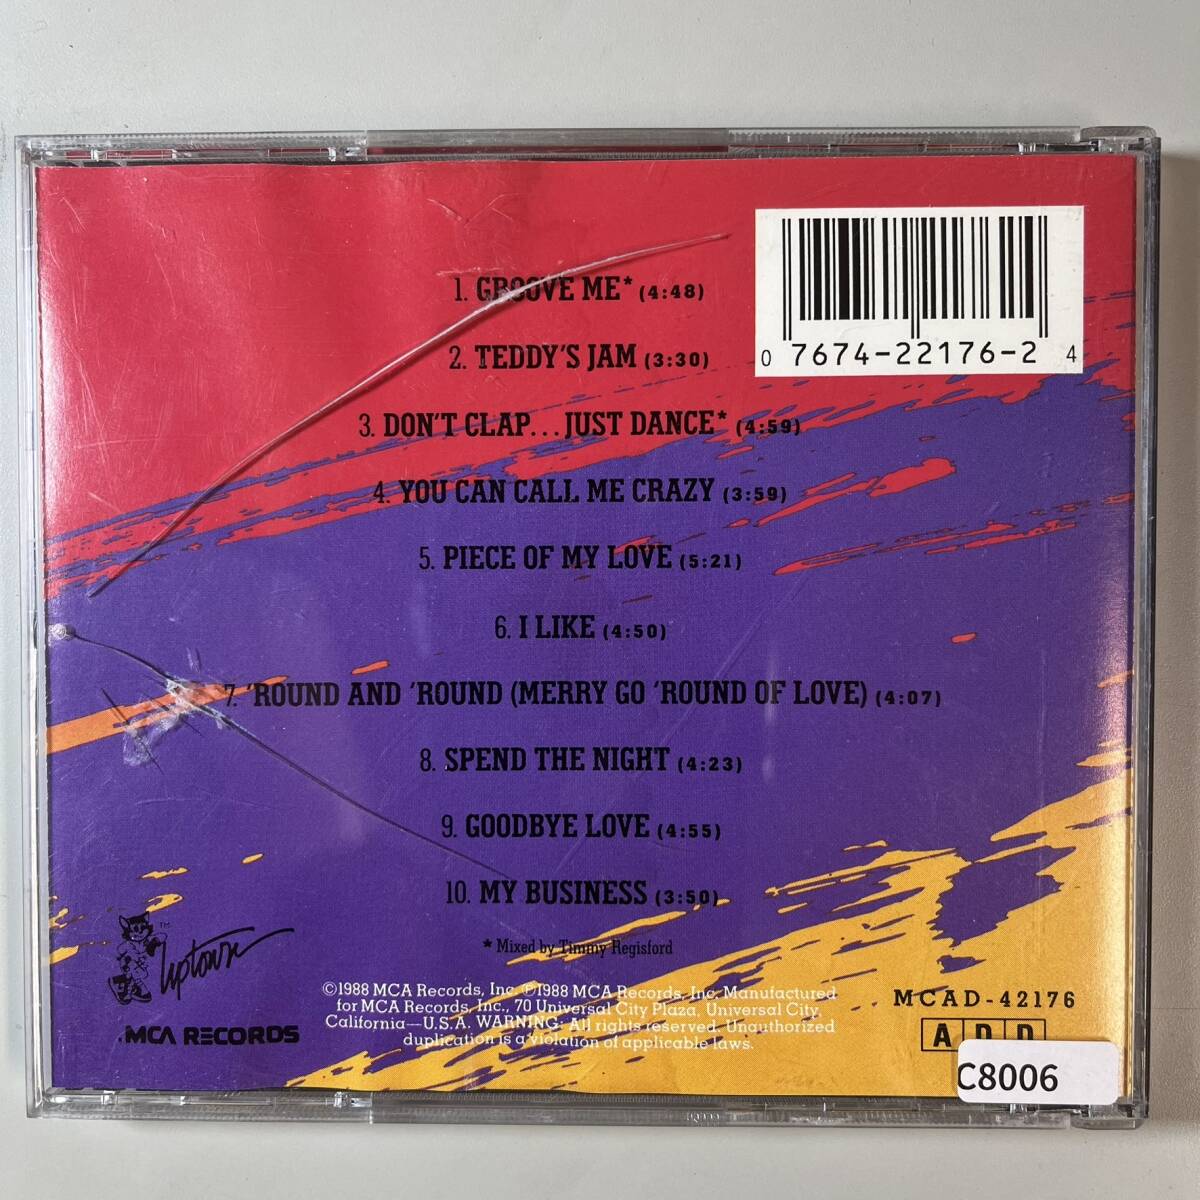 1. GROOVE ME* (4:48)
2. TEDDY'S JAM (3:30)
3. DON'T CLAP...JUST DANCE* (4:59)
4. YOU CAN CALL ME CRAZY (3:59)
5. PIECE OF MY LOVE (5:21)
6. I LIKE (4:50)
7. 'ROUND AND 'ROUND (MERRY GO 'ROUND OF LOVE) (4:07)
8. SPEND THE NIGHT (4:23)
9. GOODBYE LOVE (4:55)
10. MY BUSINESS (3:50)
* Mixed by Timmy Regisford
0 7674-22176-2 4
TM
Uptown
MCA RECORDS
©1988 MCA Records, Inc. ℗1988 MCA Records, Inc. Manufactured
for MCA Records, Inc., 70 Universal City Plaza, Universal City,
California—U.S.A. WARNING: All rights reserved. Unauthorized
duplication is a violation of applicable laws.
MCAD-42176
A D D
C8006